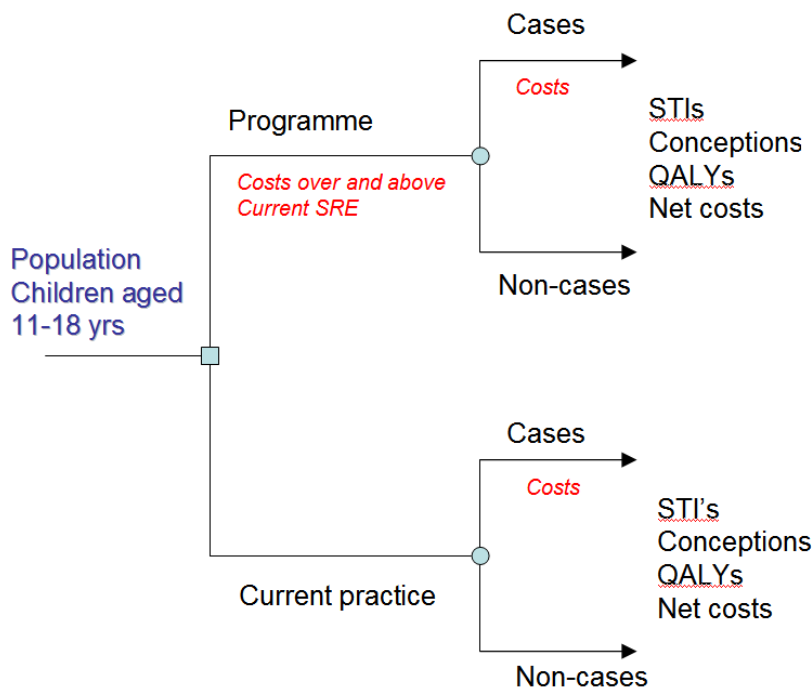 Cases
Costs
STIs
Conceptions
QALYs
Net costs
Programme
Costs over and above
Current SRE
Non-cases
Population
Children aged
11-18 yrs
Cases
Costs
STI's
Conceptions
QALYs
Net costs
Current practice
Non-cases